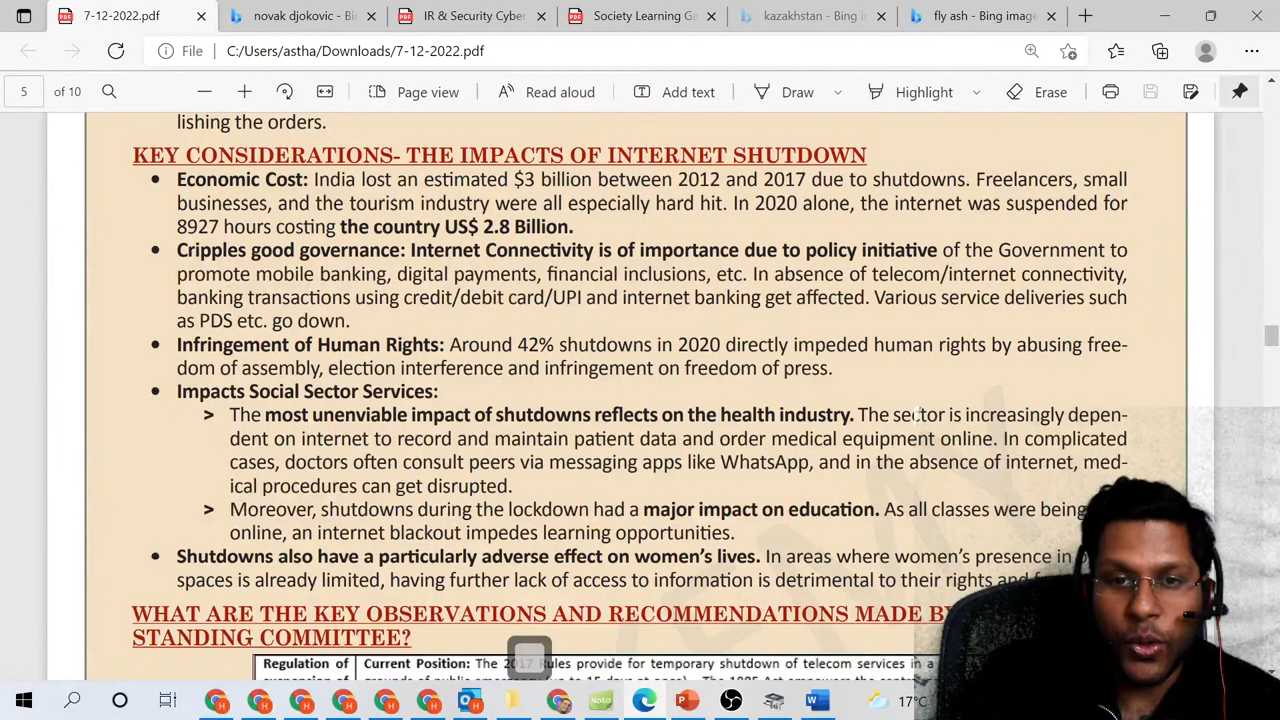 7-12-2022.pdf
novak djokovic - Bi
IR & Security Cyber
Society Learning Ga
kazakhstan - Bing i
fly ash - Bing image
File
C:/Users/astha/Downloads/7-12-2022.pdf
5 of 10
Page view
Read aloud
Add text
Draw
Highlight
Erase
lishing the orders.
KEY CONSIDERATIONS- THE IMPACTS OF INTERNET SHUTDOWN
• Economic Cost: India lost an estimated $3 billion between 2012 and 2017 due to shutdowns. Freelancers, small
businesses, and the tourism industry were all especially hard hit. In 2020 alone, the internet was suspended for
8927 hours costing the country US$ 2.8 Billion.
• Cripples good governance: Internet Connectivity is of importance due to policy initiative of the Government to
promote mobile banking, digital payments, financial inclusions, etc. In absence of telecom/internet connectivity,
banking transactions using credit/debit card/UPI and internet banking get affected. Various service deliveries such
as PDS etc. go down.
• Infringement of Human Rights: Around 42% shutdowns in 2020 directly impeded human rights by abusing free-
dom of assembly, election interference and infringement on freedom of press.
• Impacts Social Sector Services:
> The most unenviable impact of shutdowns reflects on the health industry. The sector is increasingly depen-
dent on internet to record and maintain patient data and order medical equipment online. In complicated
cases, doctors often consult peers via messaging apps like WhatsApp, and in the absence of internet, med-
ical procedures can get disrupted.
> Moreover, shutdowns during the lockdown had a major impact on education. As all classes were being
online, an internet blackout impedes learning opportunities.
• Shutdowns also have a particularly adverse effect on women's lives. In areas where women's presence in
spaces is already limited, having further lack of access to information is detrimental to their rights and
WHAT ARE THE KEY OBSERVATIONS AND RECOMMENDATIONS MADE BY
STANDING COMMITTEE?
Regulation of
Current Position: The 2017 Rules provide for temporary shutdown of telecom services in a
Note
17°C